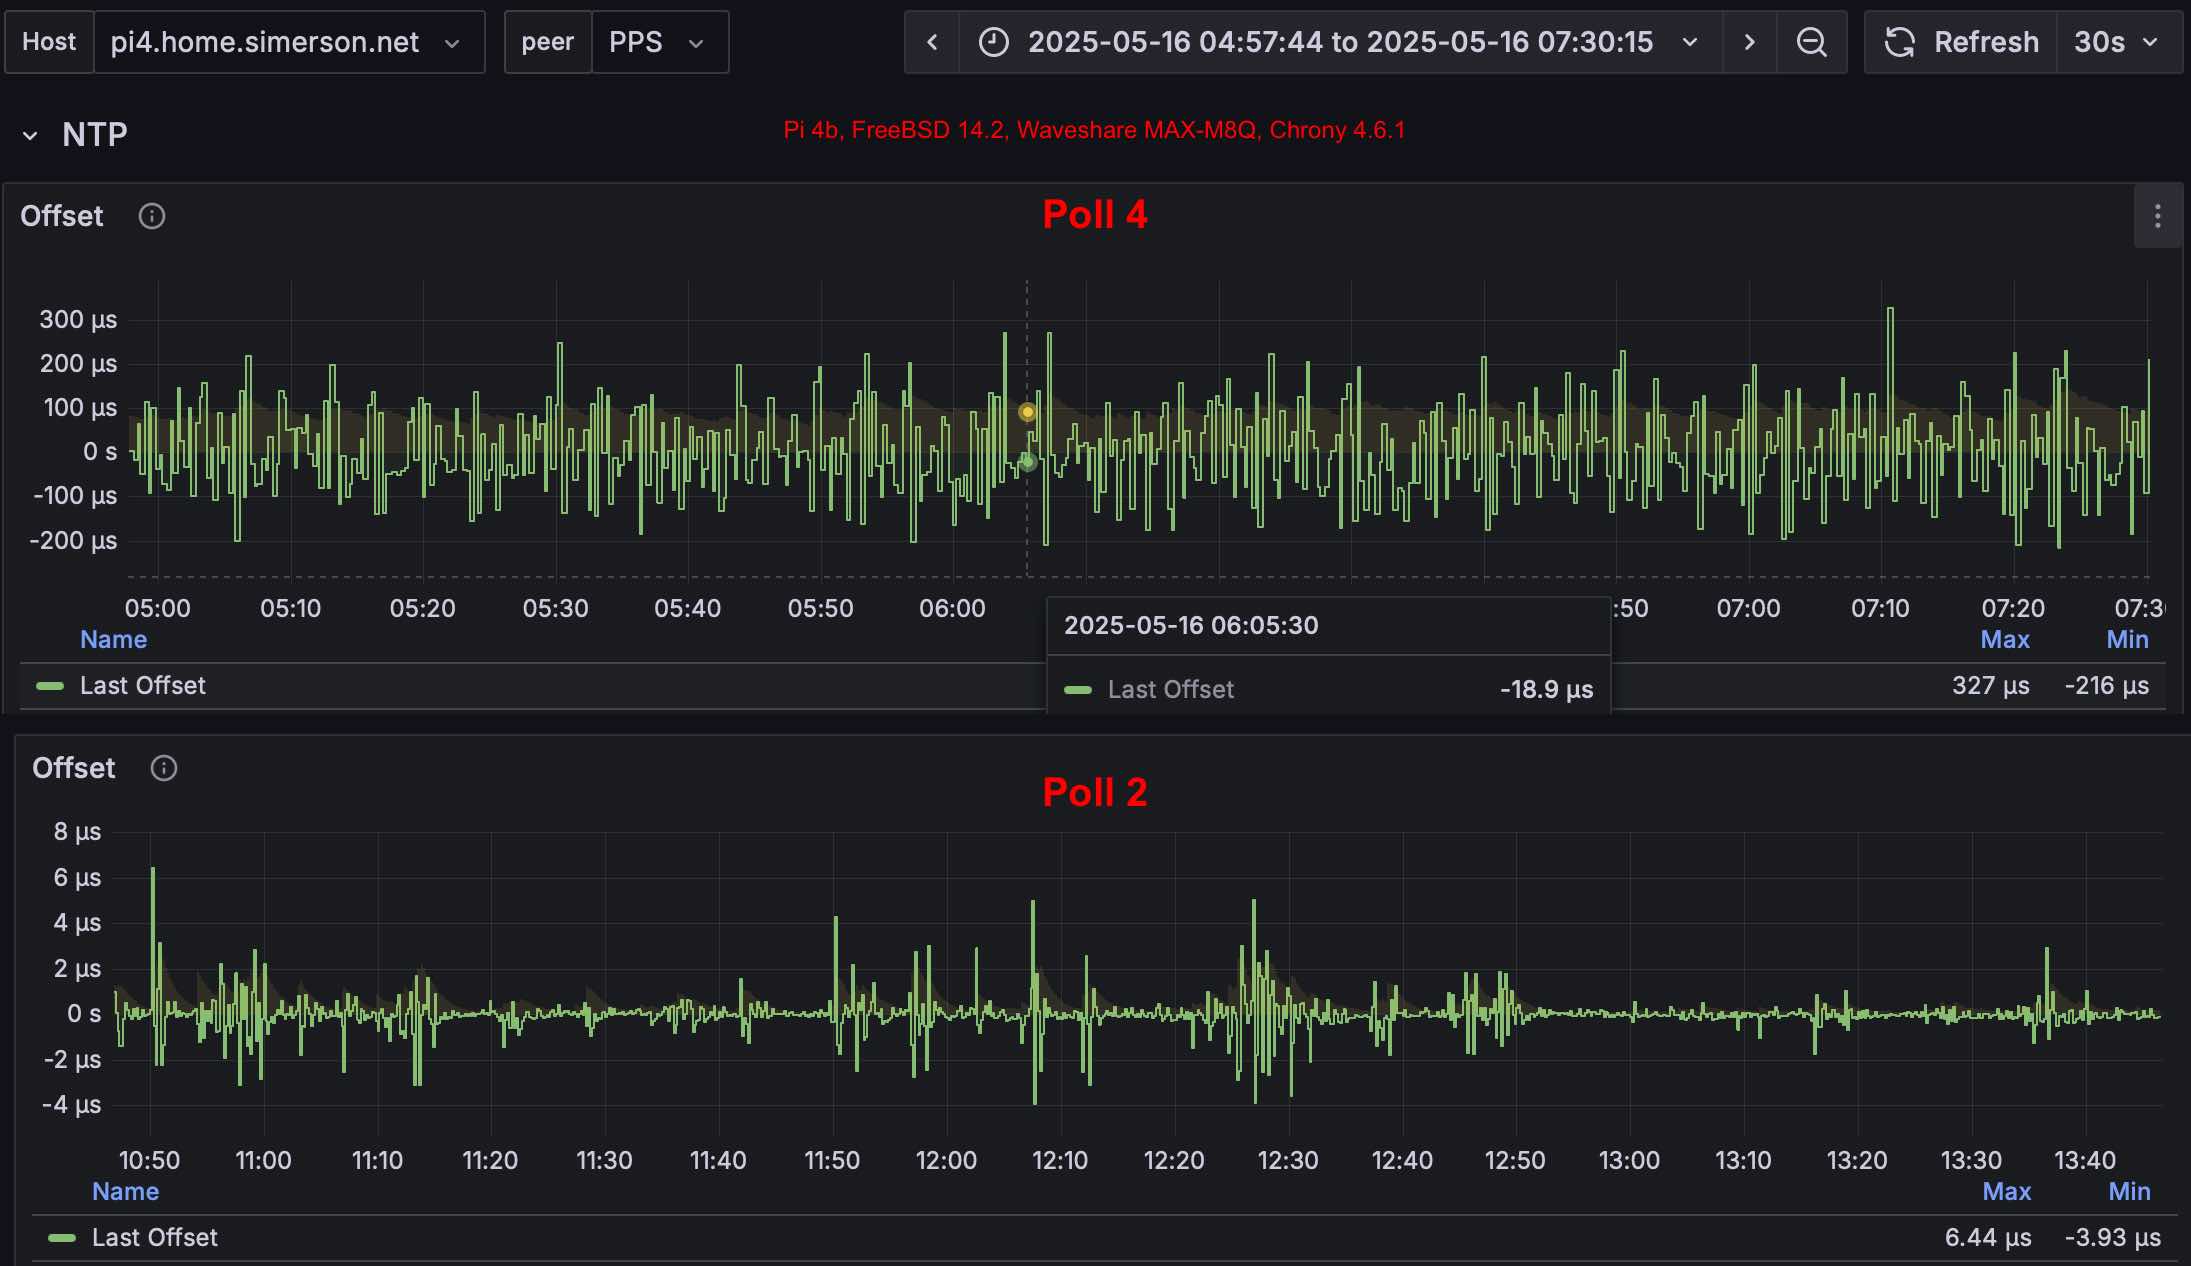 Host pi4.home.simerson.net peer PPS 2025-05-16 04:57:44 to 2025-05-16 07:30:15 Refresh 30s
NTP
Pi 4b, FreeBSD 14.2, Waveshare MAX-M8Q, Chrony 4.6.1
Offset
Poll 4
300 µs
200 µs
100 µs
0 s
-100 µs
-200 µs
05:00 05:10 05:20 05:30 05:40 05:50 06:00 :50 07:00 07:10 07:20 07:3
2025-05-16 06:05:30
Name Max Min
Last Offset 327 µs -216 µs
Last Offset -18.9 µs
Offset
Poll 2
8 µs
6 µs
4 µs
2 µs
0 s
-2 µs
-4 µs
10:50 11:00 11:10 11:20 11:30 11:40 11:50 12:00 12:10 12:20 12:30 12:40 12:50 13:00 13:10 13:20 13:30 13:40
Name Max Min
Last Offset 6.44 µs -3.93 µs